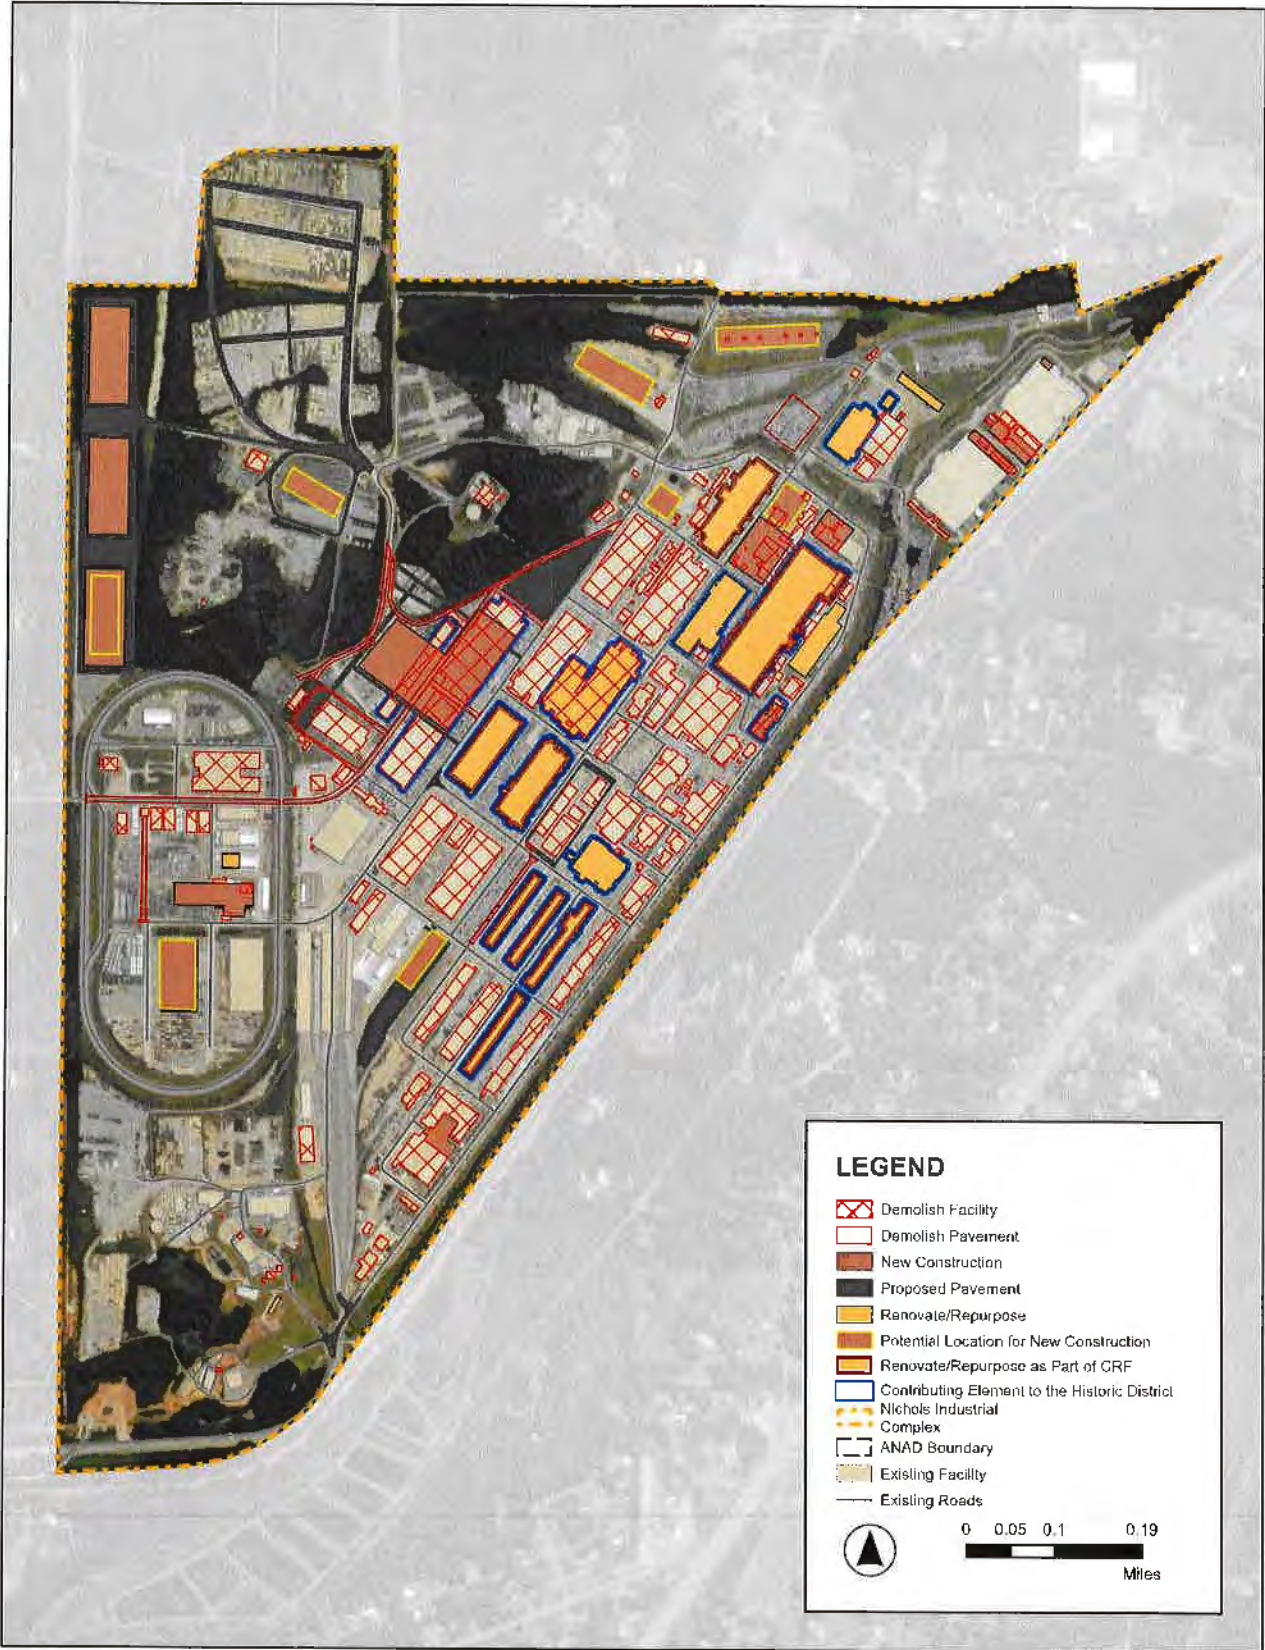 LEGEND
Demolish Facility
Demolish Pavement
New Construction
Proposed Pavement
Renovate/Repurpose
Potential Location for New Construction
Renovate/Repurpose as Part of CRF
Contributing Element to the Historic District
Nichols Industrial
Complex
ANAD Boundary
Existing Facility
Existing Roads
0 0.05 0.1 0.19
Miles